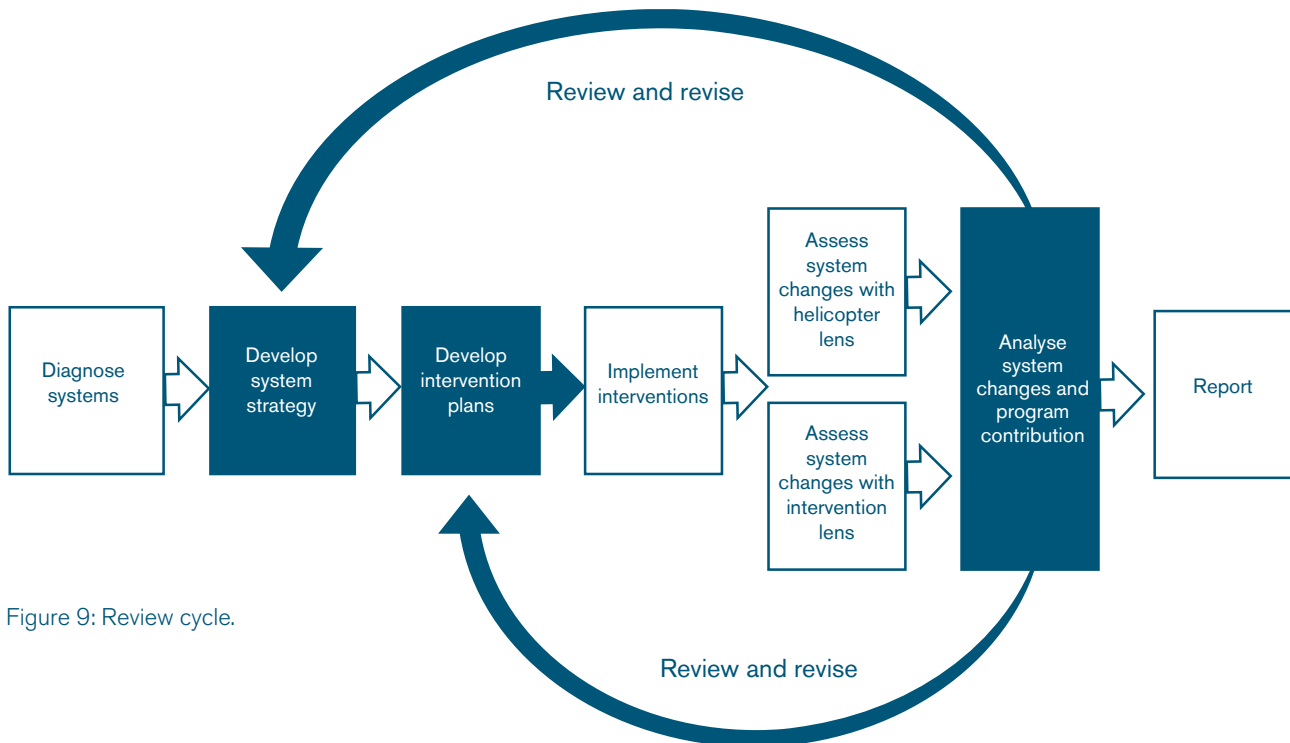 Review and revise
Diagnose
systems
Develop
system
strategy
Develop
intervention
plans
Implement
interventions
Assess
system
changes with
helicopter
lens
Assess
system
changes with
intervention
lens
Analyse
system
changes and
program
contribution
Report
Review and revise
Figure 9: Review cycle.